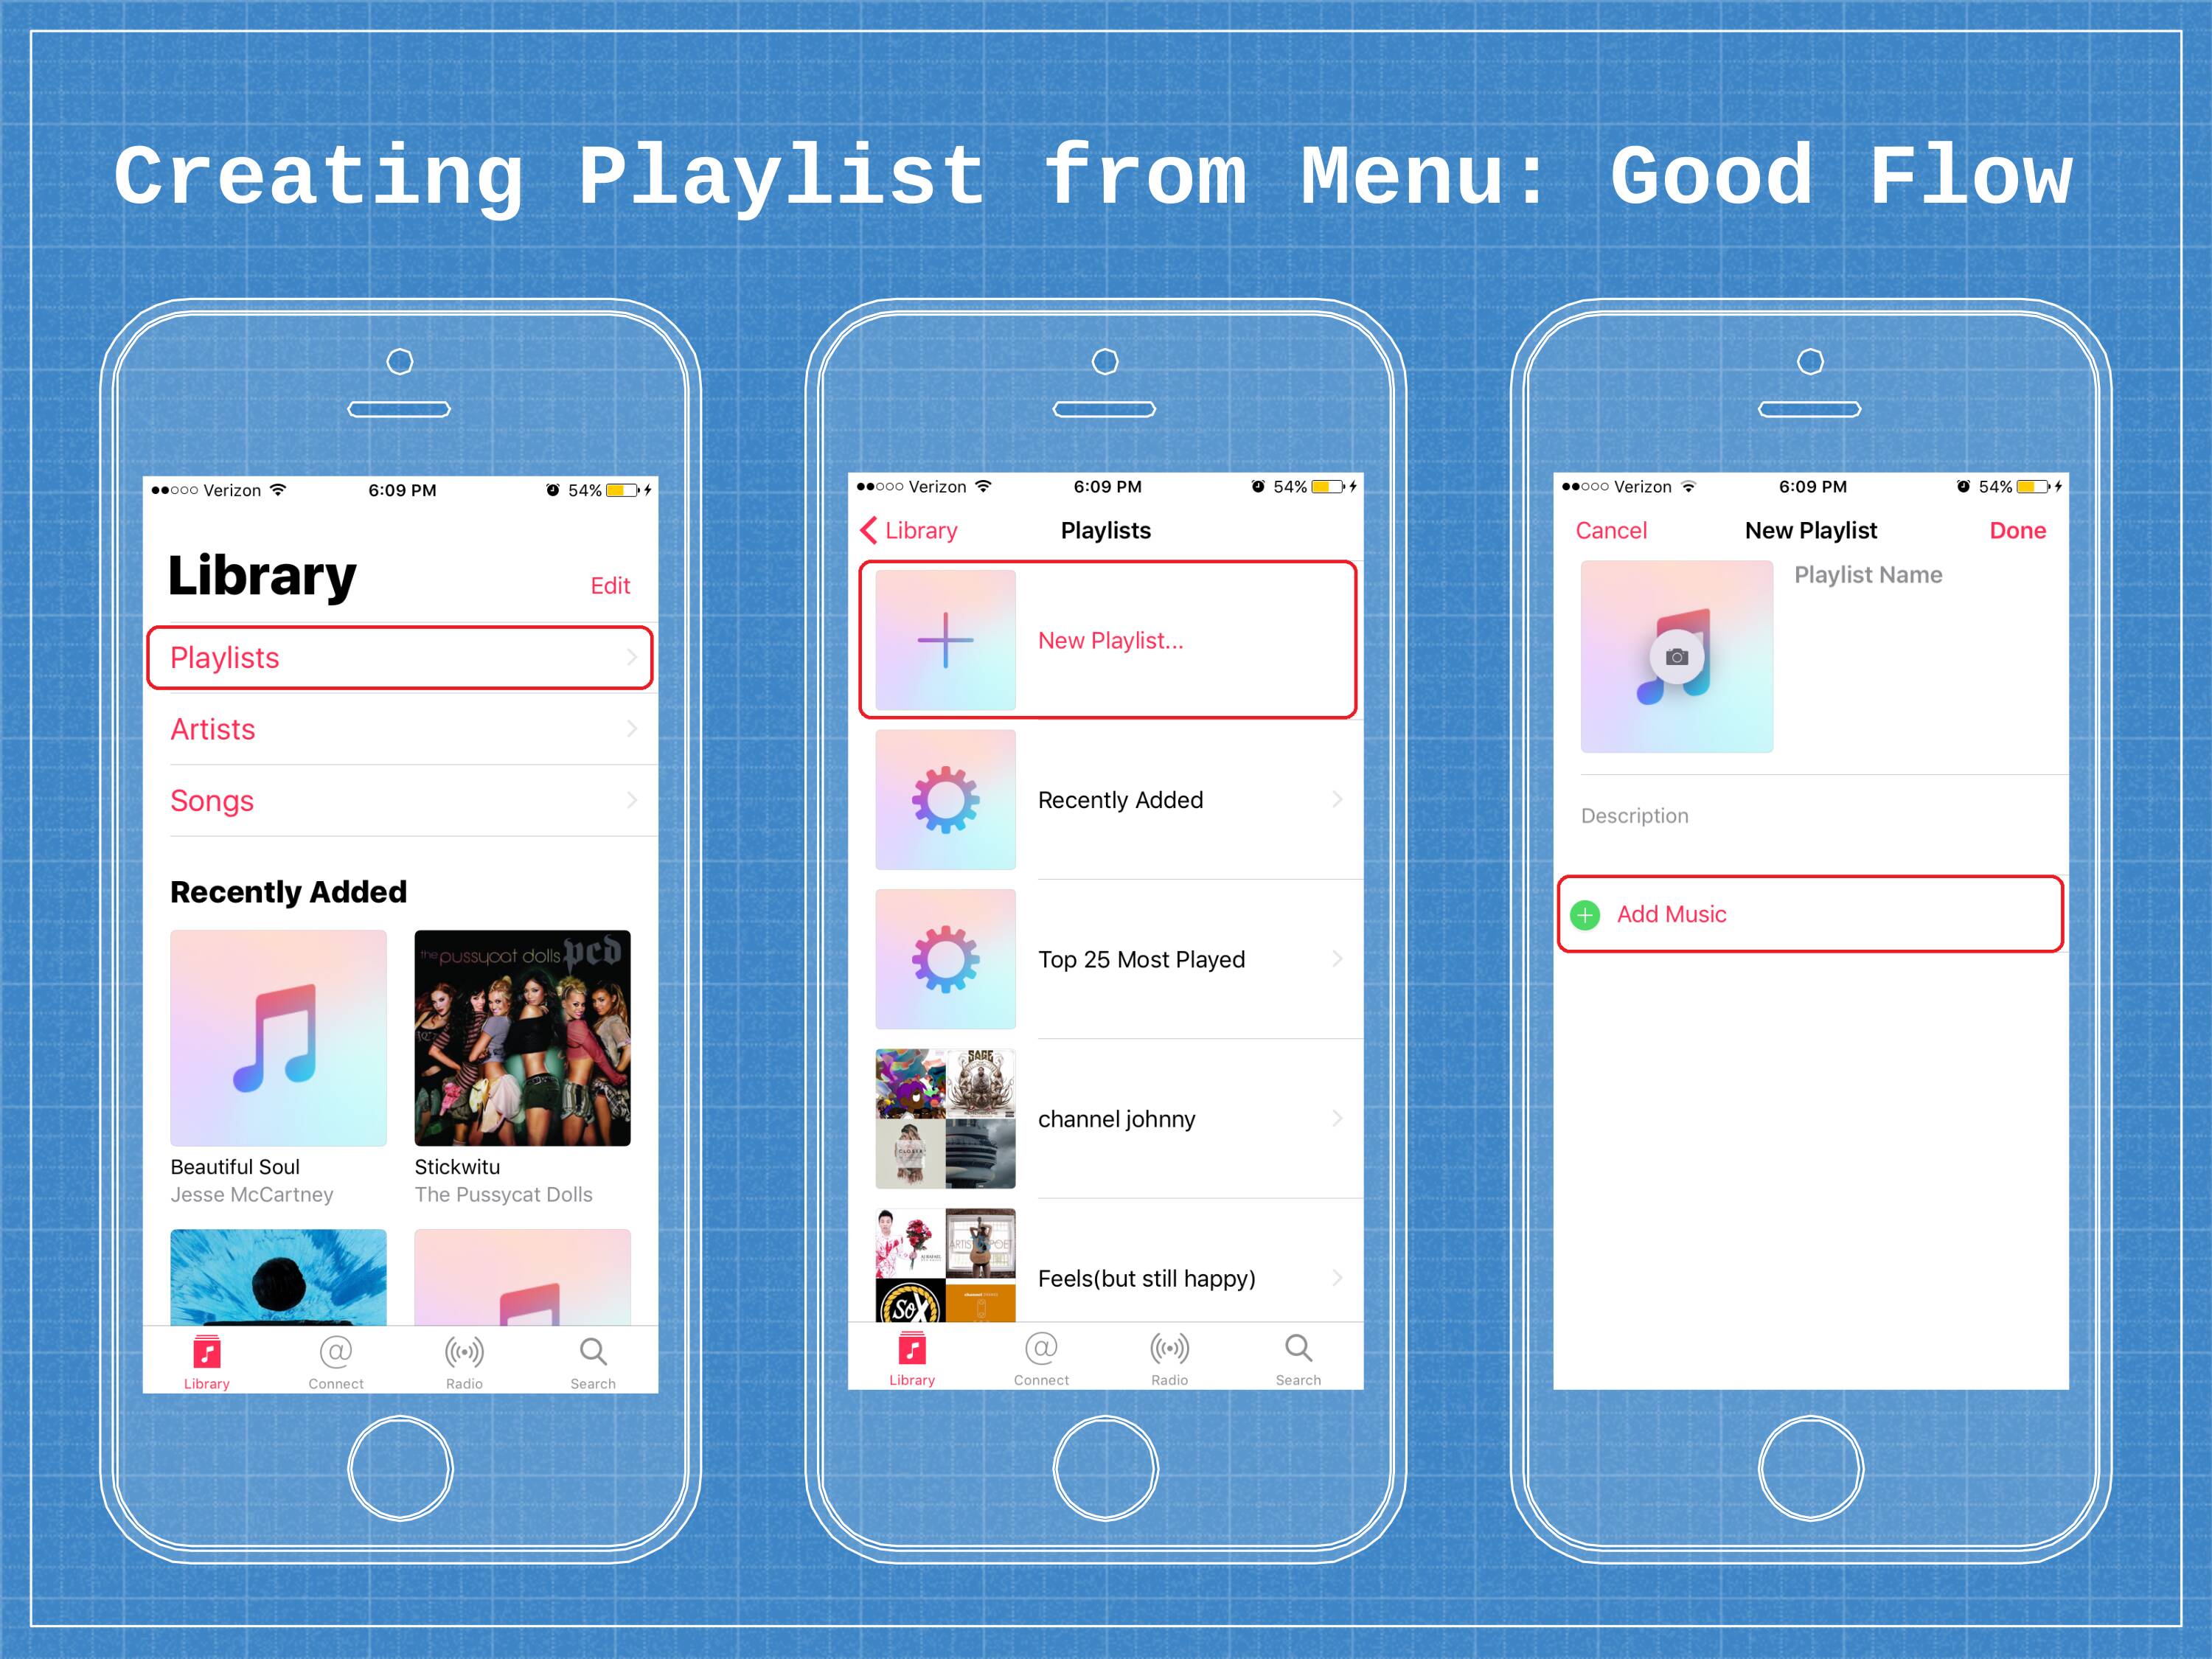 Creating Playlist from Menu: Good Flow
Verizon 6:09 PM 54%
Library
Edit
Playlists
Artists
Songs
Recently Added
the pussycat dolls pcd
Beautiful Soul
Jesse McCartney
Stickwitu
The Pussycat Dolls
Library Connect Radio Search
Verizon 6:09 PM 54%
Library Playlists
New Playlist...
Recently Added
Top 25 Most Played
SAGE
CLOSER
channel johnny
Feels(but still happy)
SoX
Library Connect Radio Search
Verizon 6:09 PM 54%
Cancel New Playlist Done
Playlist Name
Description
Add Music